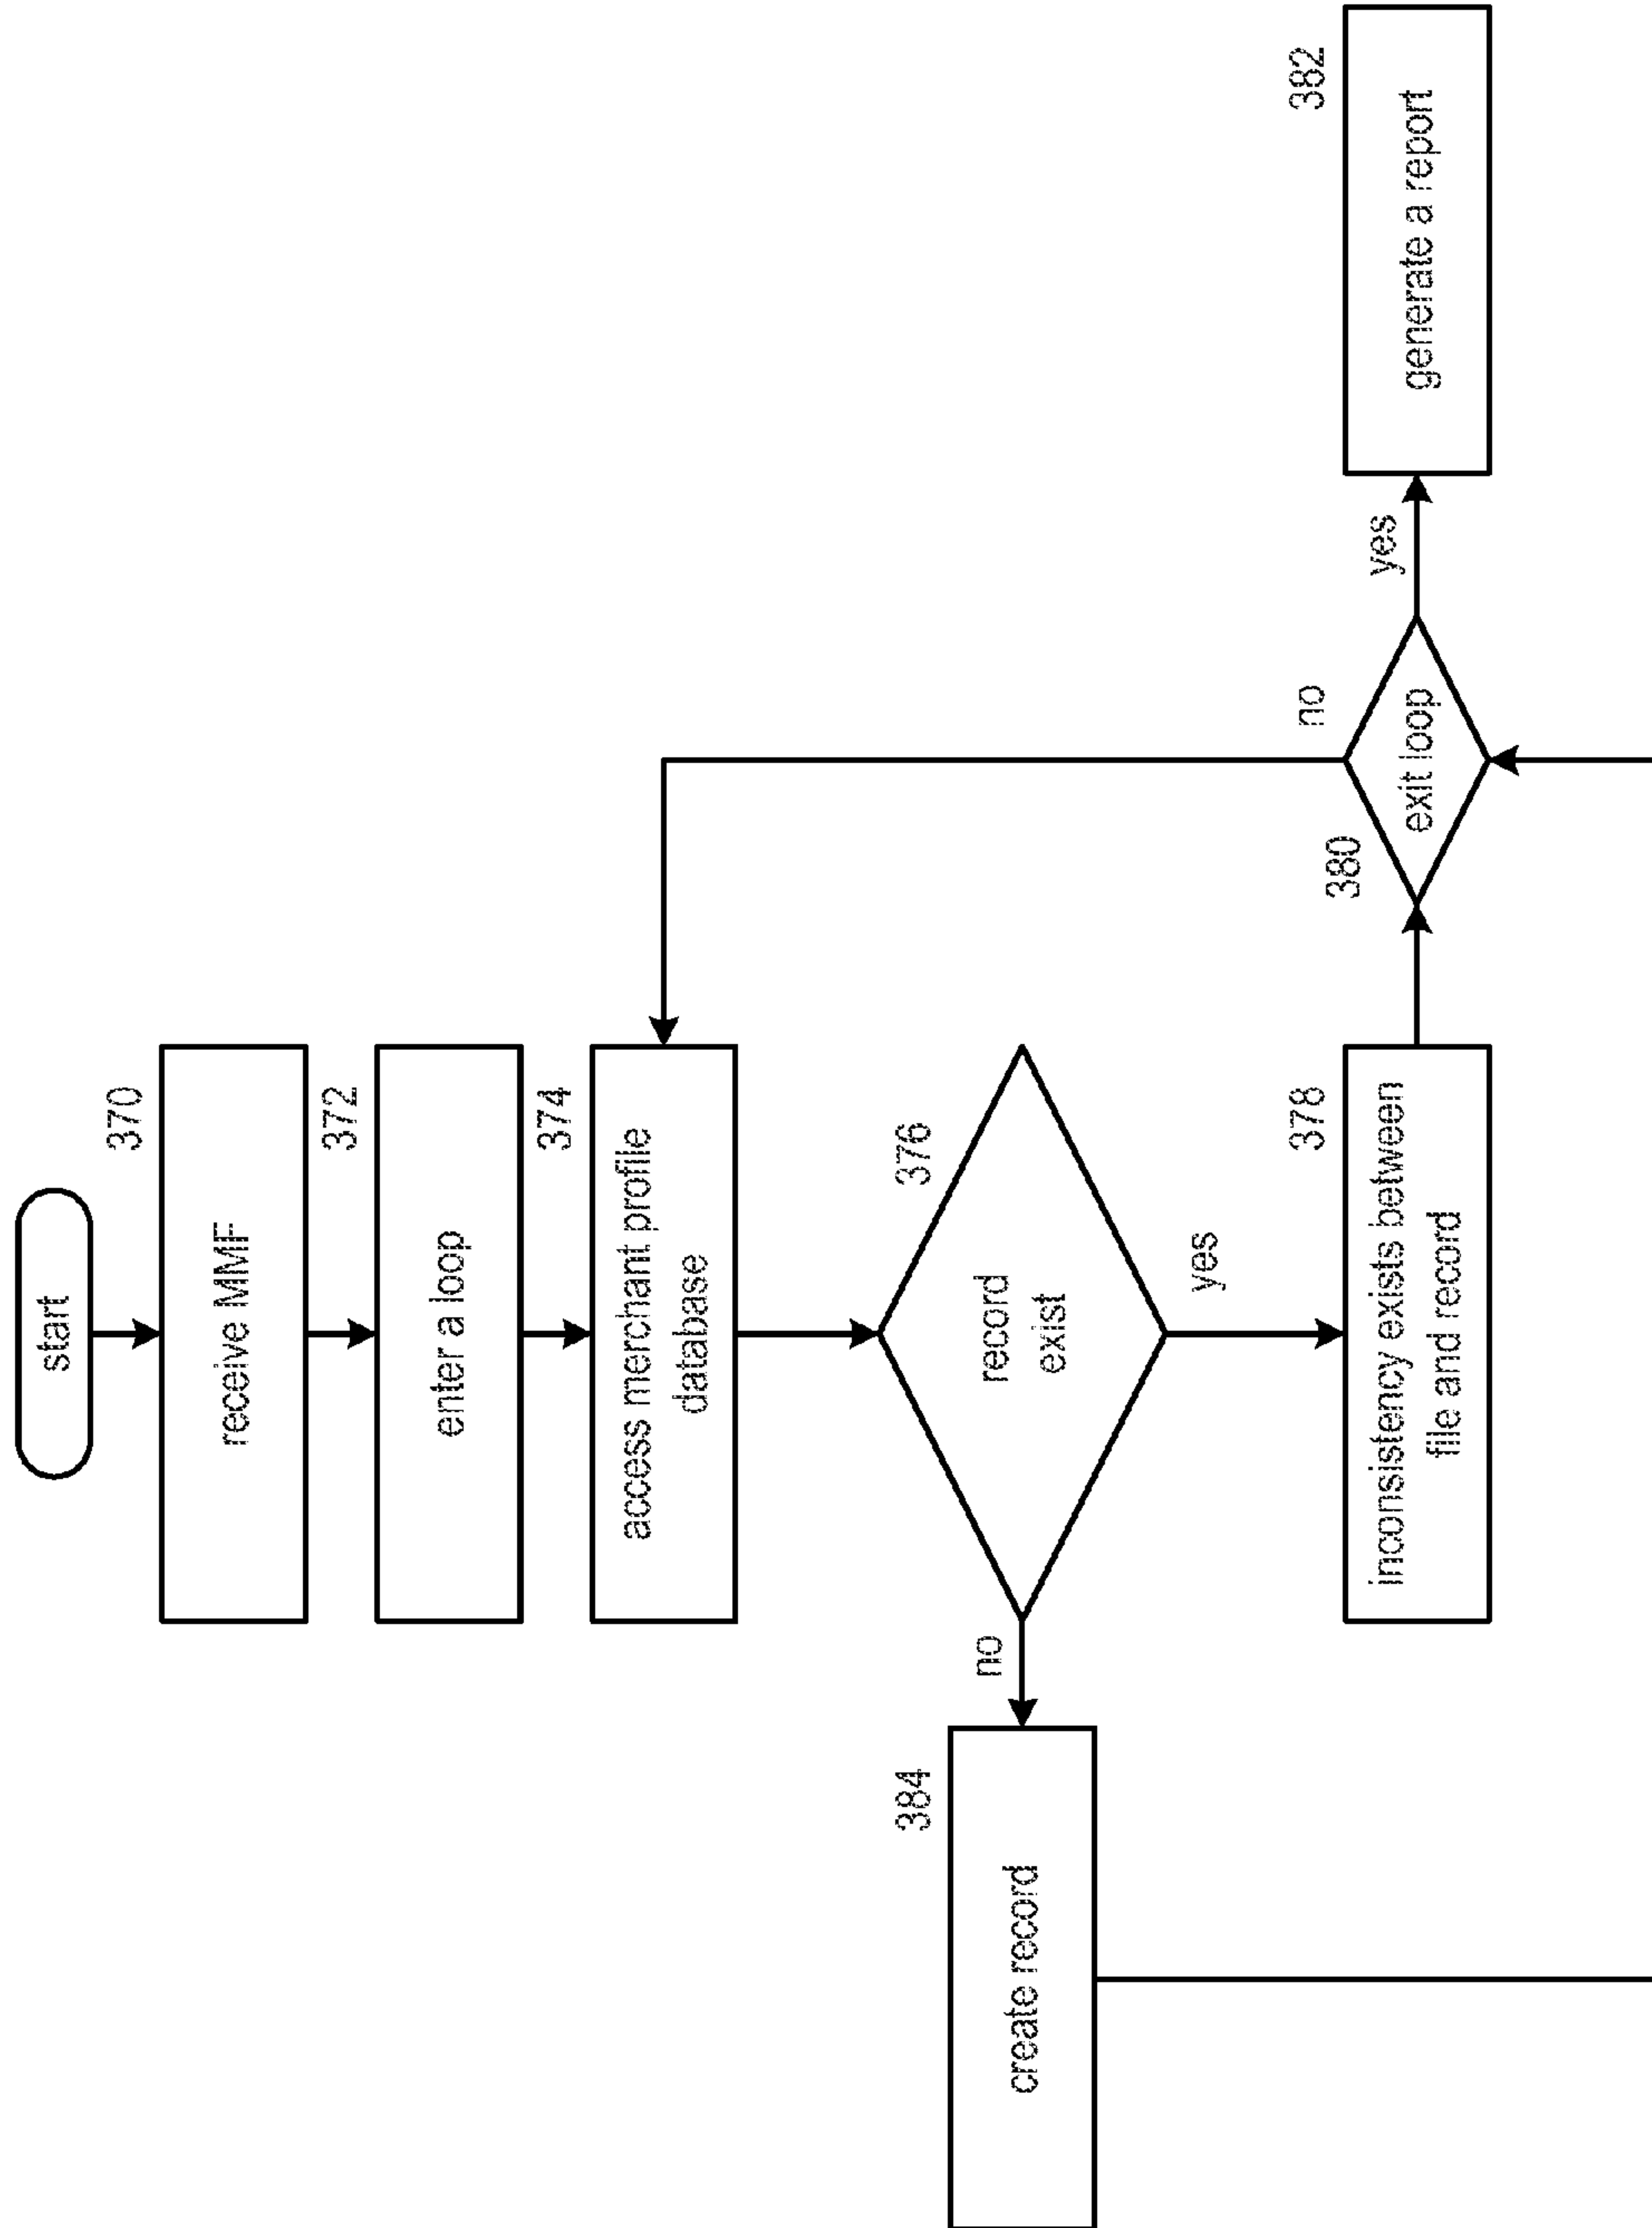 start
370
receive MMF
372
enter a loop
374
access merchant profile
database
376
record
exist
no
yes
384
create record
378
inconsistency exists between
file and record
380
exit loop
no
yes
382
generate a report